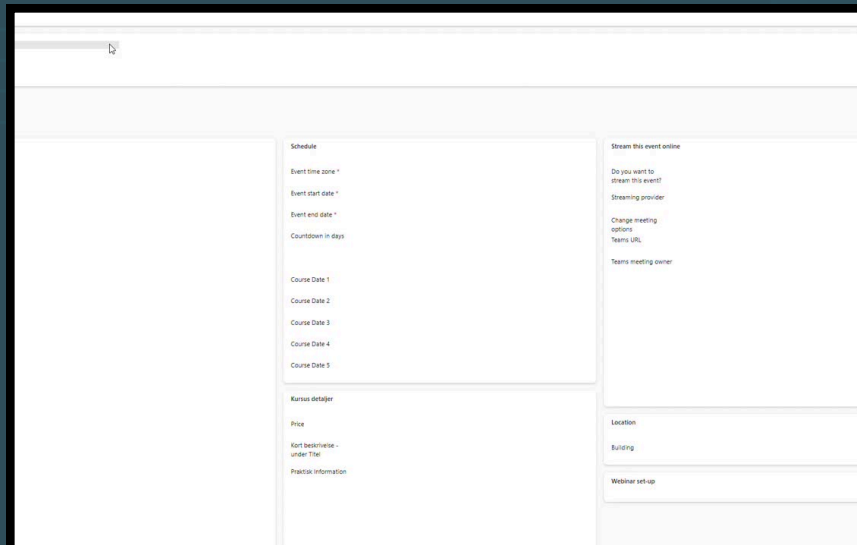 Schedule
Event time zone *
Event start date *
Event end date *
Countdown in days
Course Date 1
Course Date 2
Course Date 3
Course Date 4
Course Date 5
Kursus detaljer
Price
Kort beskrivelse -
under Titel
Praktisk information
Stream this event online
Do you want to
stream this event?
Streaming provider
Change meeting
options
Teams URL
Teams meeting owner
Location
Building
Webinar set-up